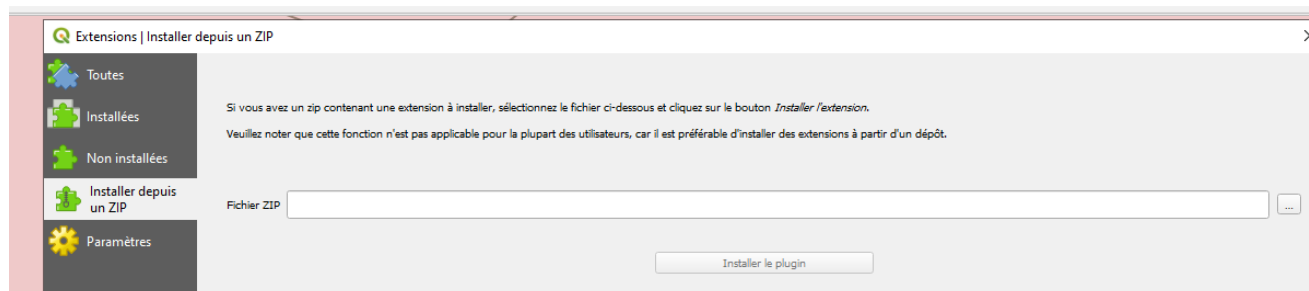 Extensions | Installer depuis un ZIP
Toutes
Installées
Non installées
Installer depuis
un ZIP
Paramètres
Si vous avez un zip contenant une extension à installer, sélectionnez le fichier ci-dessous et cliquez sur le bouton Installer l'extension.
Veuillez noter que cette fonction n'est pas applicable pour la plupart des utilisateurs, car il est préférable d'installer des extensions à partir d'un dépôt.
Fichier ZIP
...
Installer le plugin